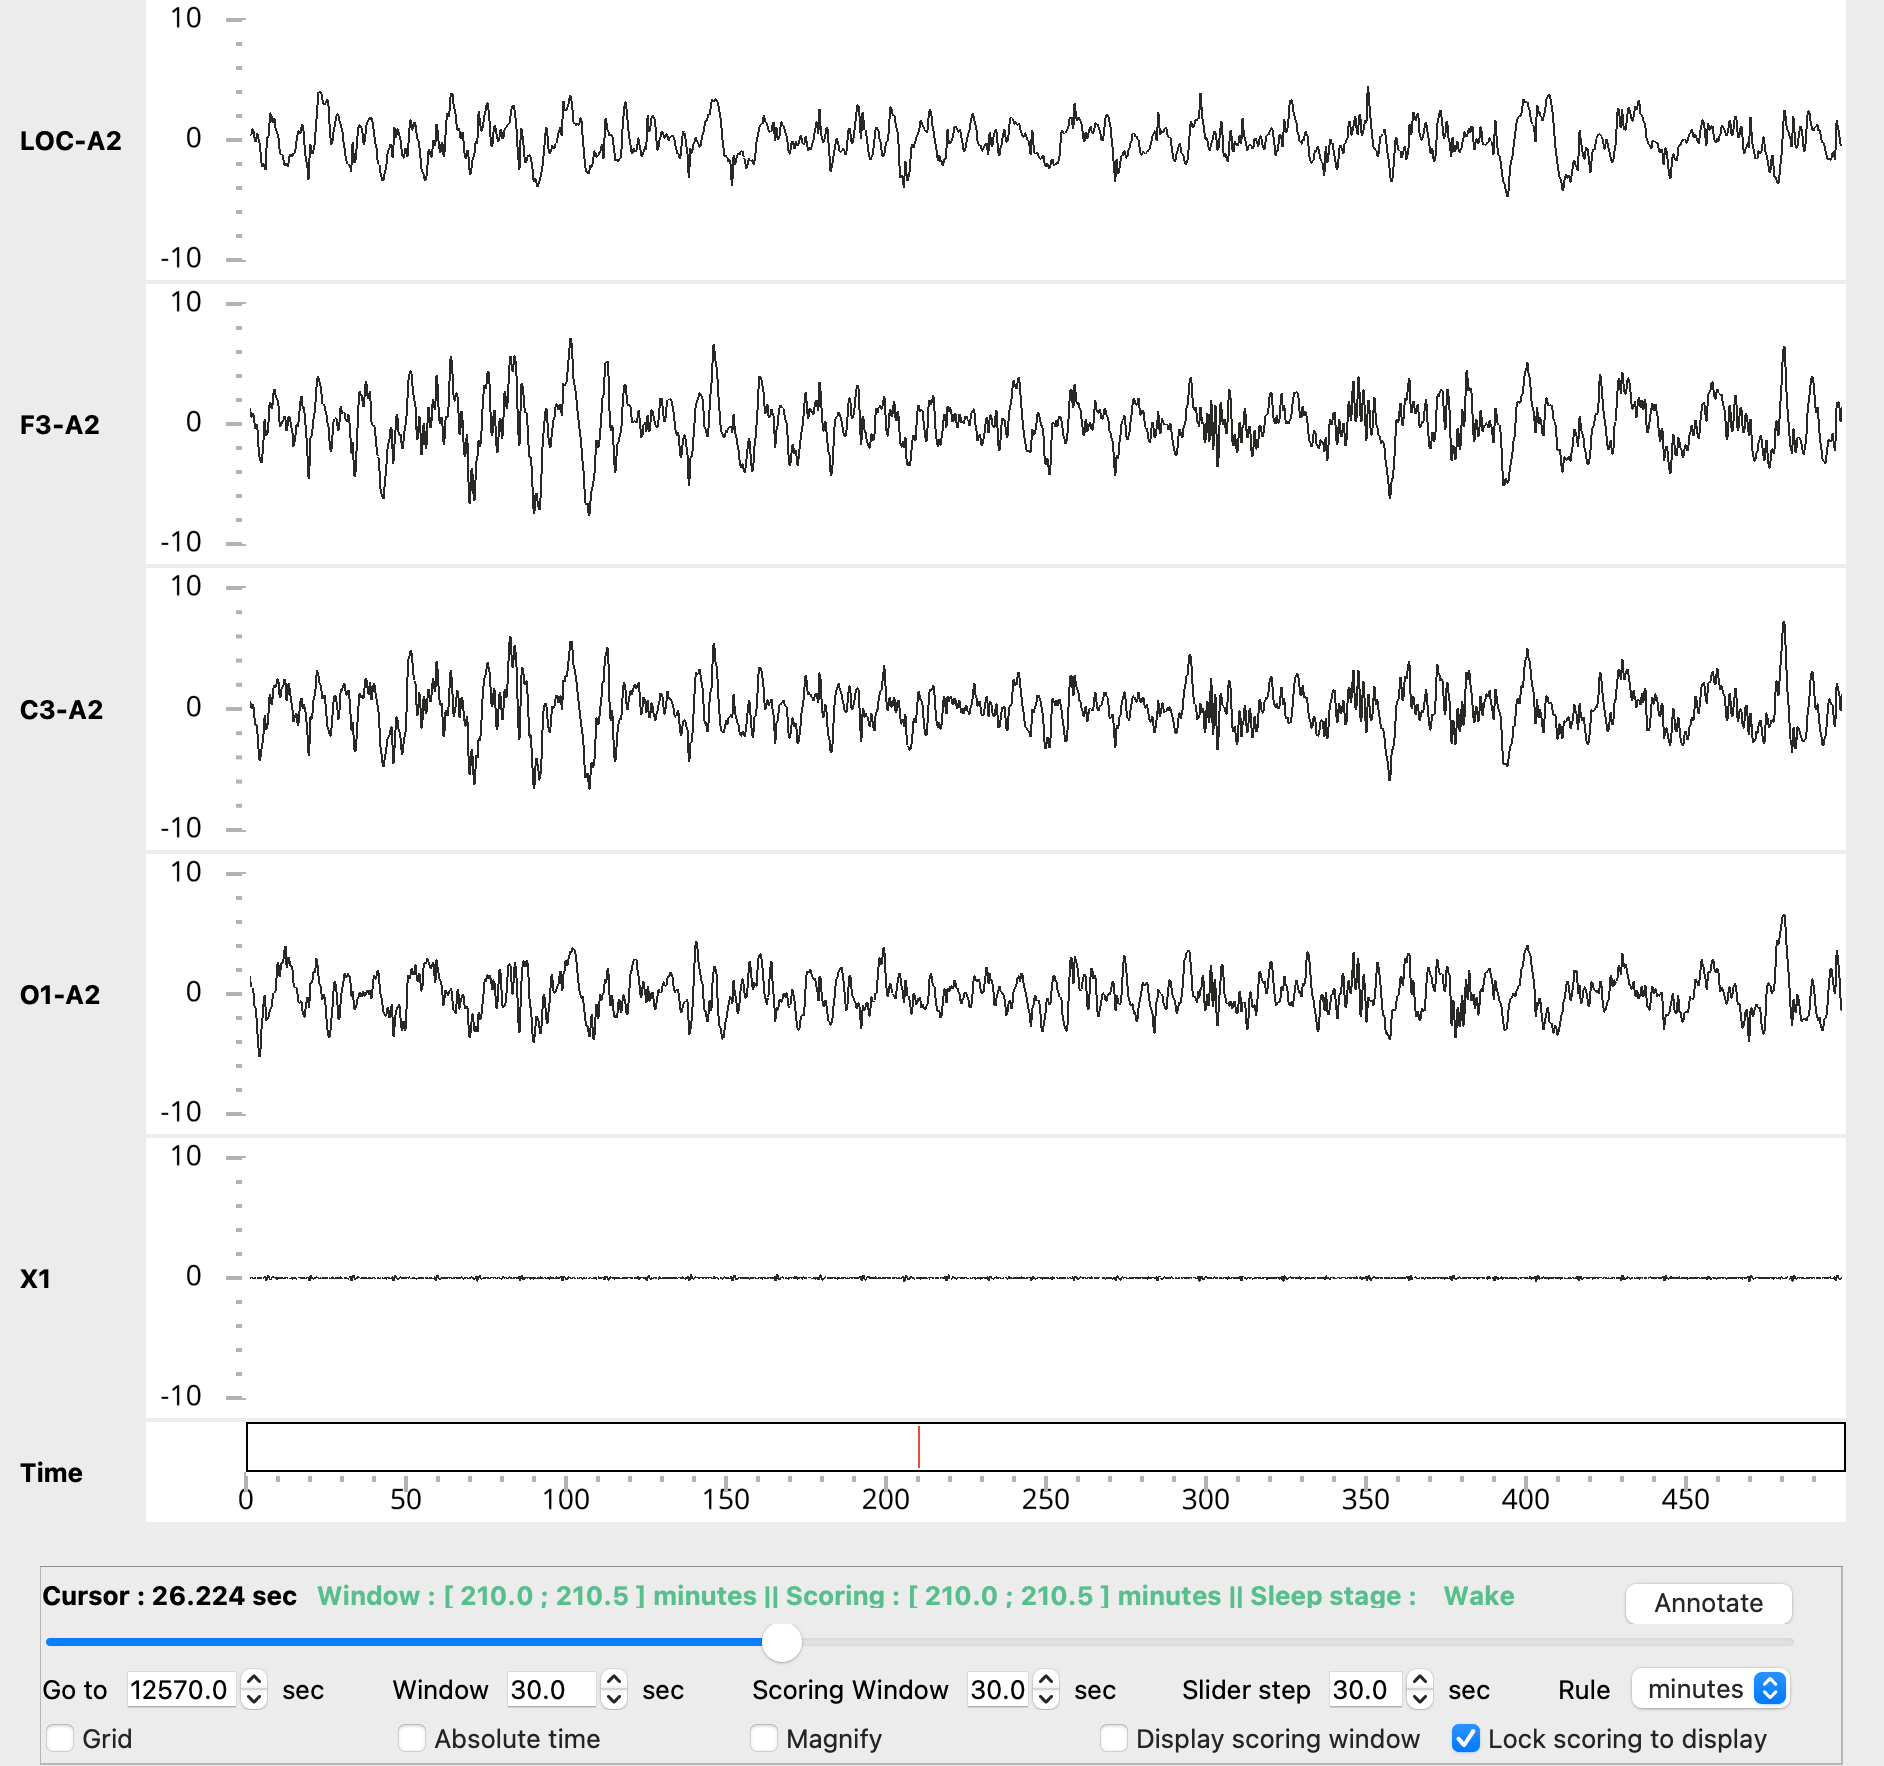 10
LOC-A2
0
-10
10
F3-A2
0
-10
10
C3-A2
0
-10
10
O1-A2
0
-10
10
X1
0
-10
Time
0 50 100 150 200 250 300 350 400 450
Cursor : 26.224 sec Window : [ 210.0 ; 210.5 ] minutes || Scoring : [ 210.0 ; 210.5 ] minutes || Sleep stage : Wake Annotate
Go to 12570.0 sec Window 30.0 sec Scoring Window 30.0 sec Slider step 30.0 sec Rule minutes
Grid Absolute time Magnify Display scoring window Lock scoring to display